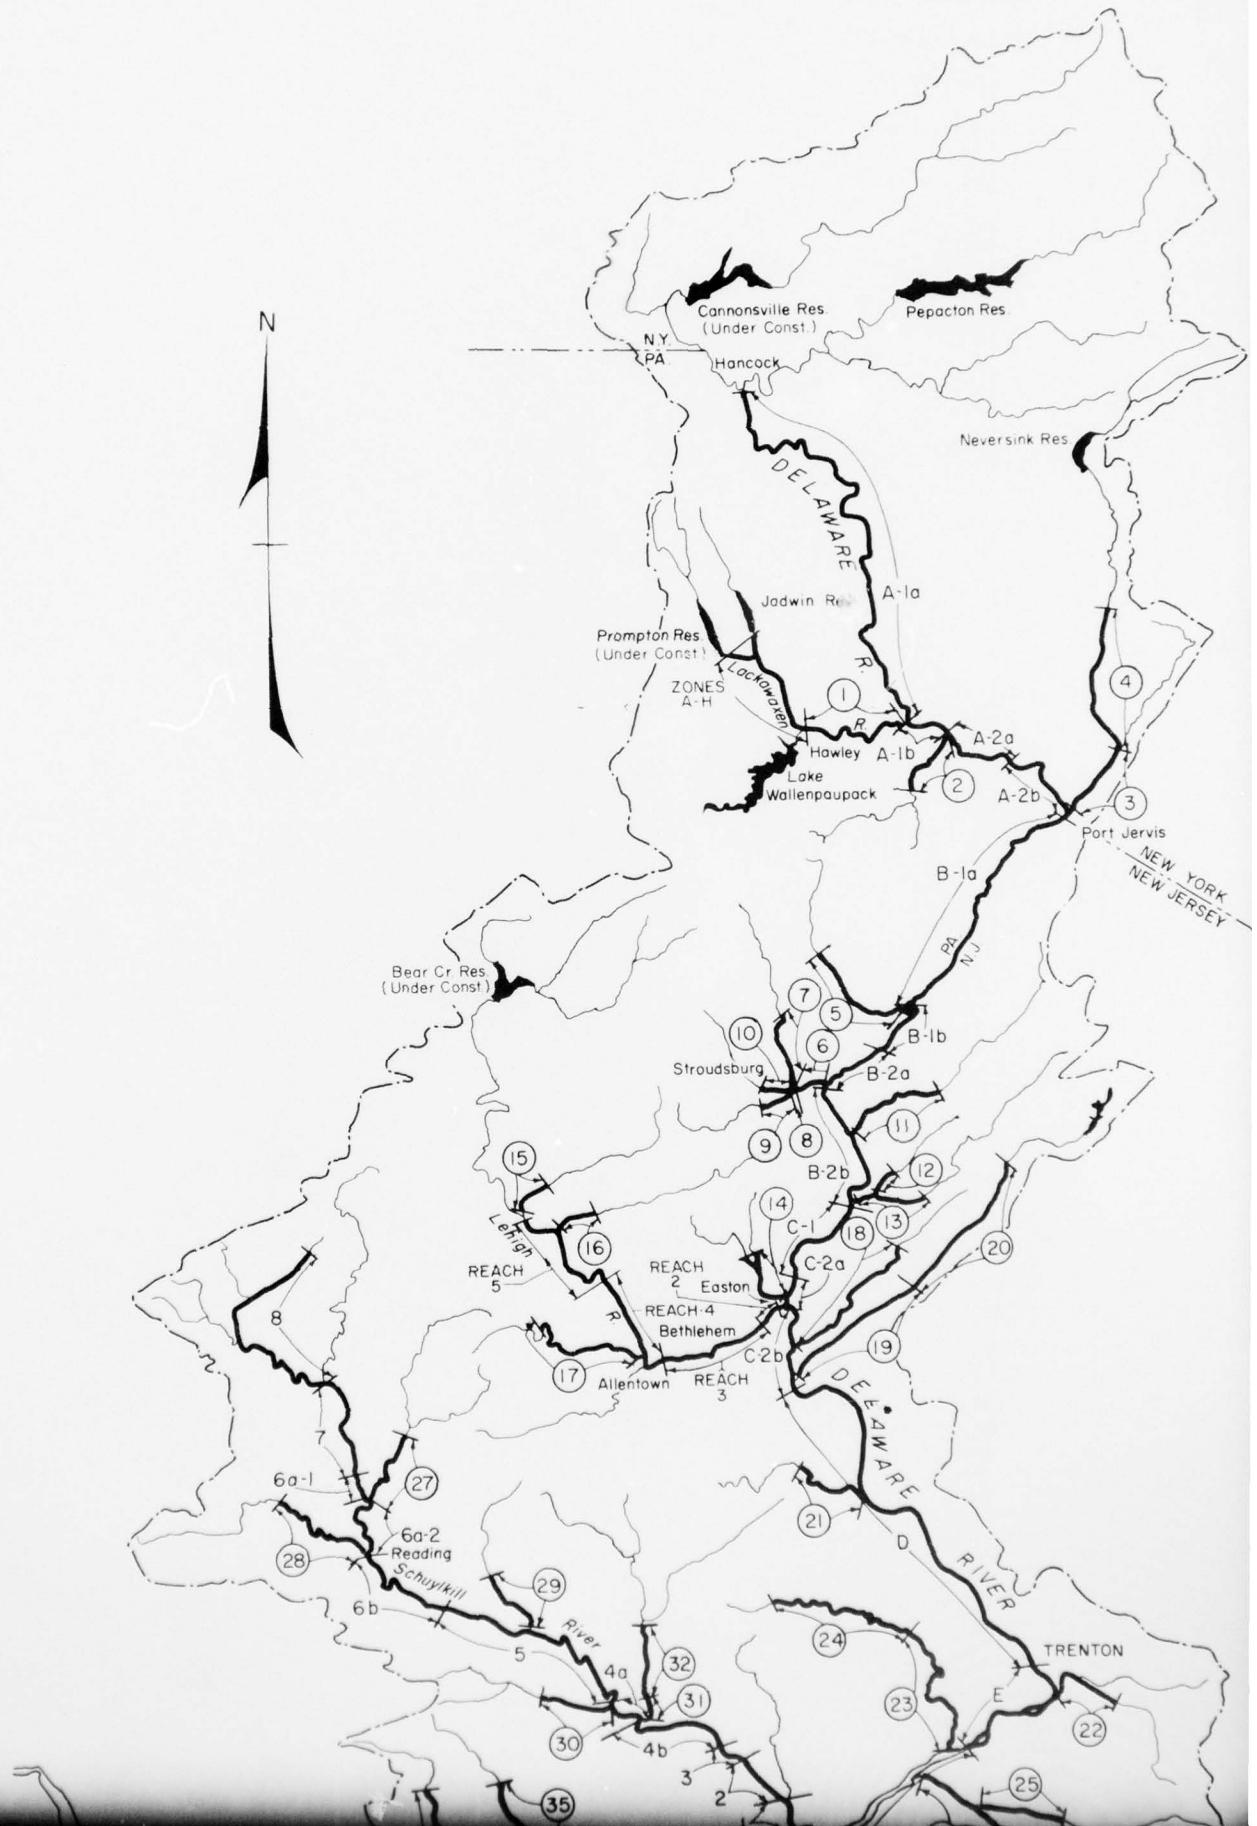 N
Cannonsville Res.
(Under Const.)
Pepacton Res.
N.Y.
PA.
Hancock
Neversink Res.
DELAWARE
A-1a
Jadwin
Prompton Res.
(Under Const.)
Lackawaxen
ZONES
A-H
R.
1
4
R.
Hawley
A-1b
A-2a
Lake
Wallenpaupack
2
A-2b
3
Port Jervis
NEW YORK
NEW JERSEY
B-1a
PA.
N.J.
Bear Cr. Res.
(Under Const.)
7
5
10
6
B-1b
Stroudsburg
B-2a
9
8
11
15
B-2b
12
14
13
Lehigh
16
C-1
18
20
REACH
5
REACH
2
C-2a
Easton
8
R.
REACH-4
Bethlehem
C-2b
19
17
Allentown
REACH
3
DELAWARE
7
6a-1
27
21
6a-2
28
Reading
D
Schuylkill
RIVER
29
6b
River
24
5
TRENTON
4a
32
31
E
23
22
30
4b
3
25
2
35